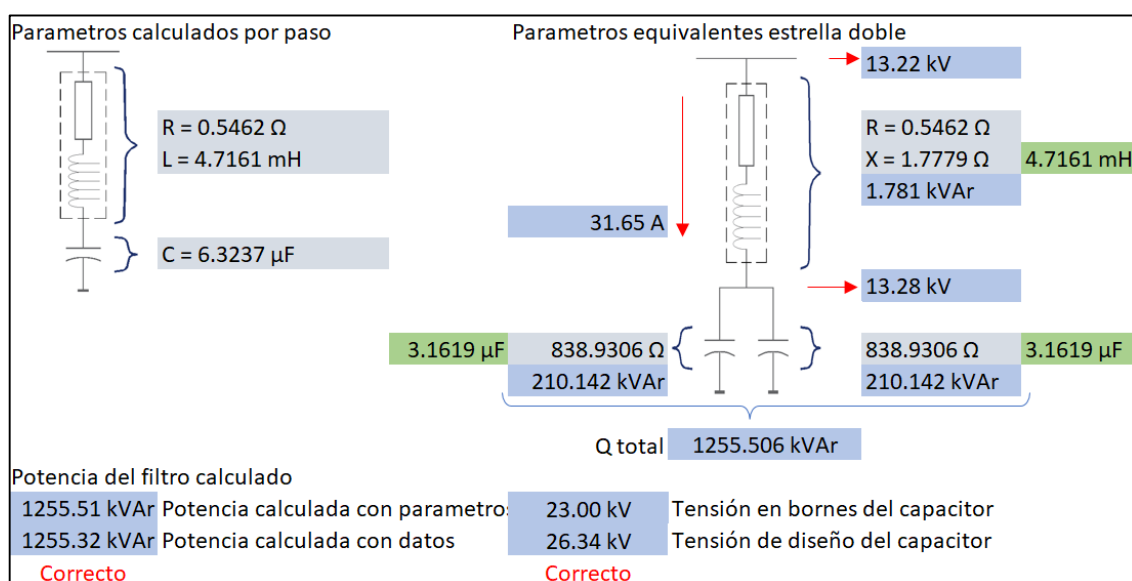 Parametros calculados por paso
Parametros equivalentes estrella doble
13.22 kV
R = 0.5462 Ω
L = 4.7161 mH
R = 0.5462 Ω
X = 1.7779 Ω 4.7161 mH
1.781 kVAr
31.65 A
C = 6.3237 µF
13.28 kV
3.1619 µF 838.9306 Ω 838.9306 Ω 3.1619 µF
210.142 kVAr 210.142 kVAr
Q total 1255.506 kVAr
Potencia del filtro calculado
1255.51 kVAr Potencia calculada con parametros 23.00 kV Tensión en bornes del capacitor
1255.32 kVAr Potencia calculada con datos 26.34 kV Tensión de diseño del capacitor
Correcto Correcto